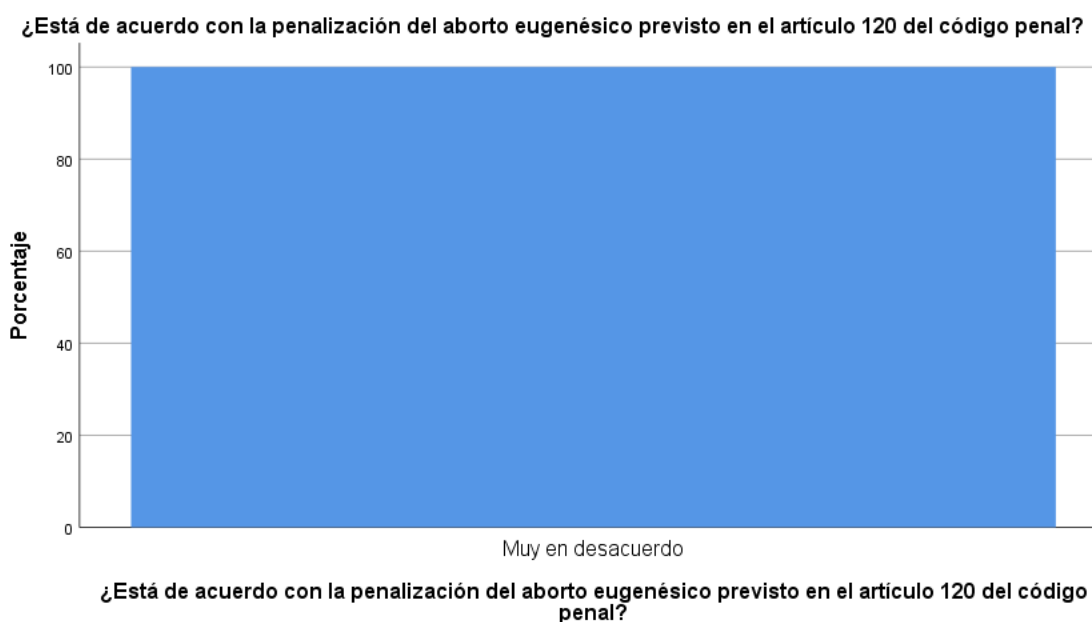 ¿Está de acuerdo con la penalización del aborto eugenésico previsto en el artículo 120 del código penal?
100
80
60
40
20
0
Porcentaje
Muy en desacuerdo
¿Está de acuerdo con la penalización del aborto eugenésico previsto en el artículo 120 del código
penal?